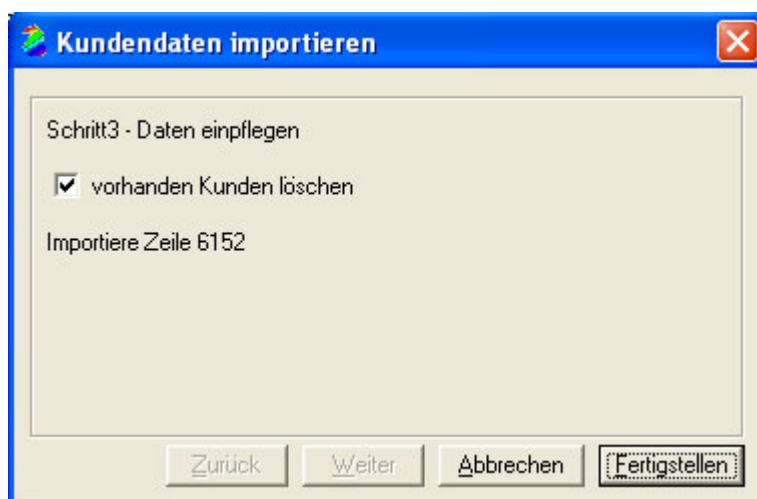 Kundendaten importieren
Schritt3 - Daten einpflegen
vorhanden Kunden löschen
Importiere Zeile 6152
Zurück Weiter Abbrechen Fertigstellen